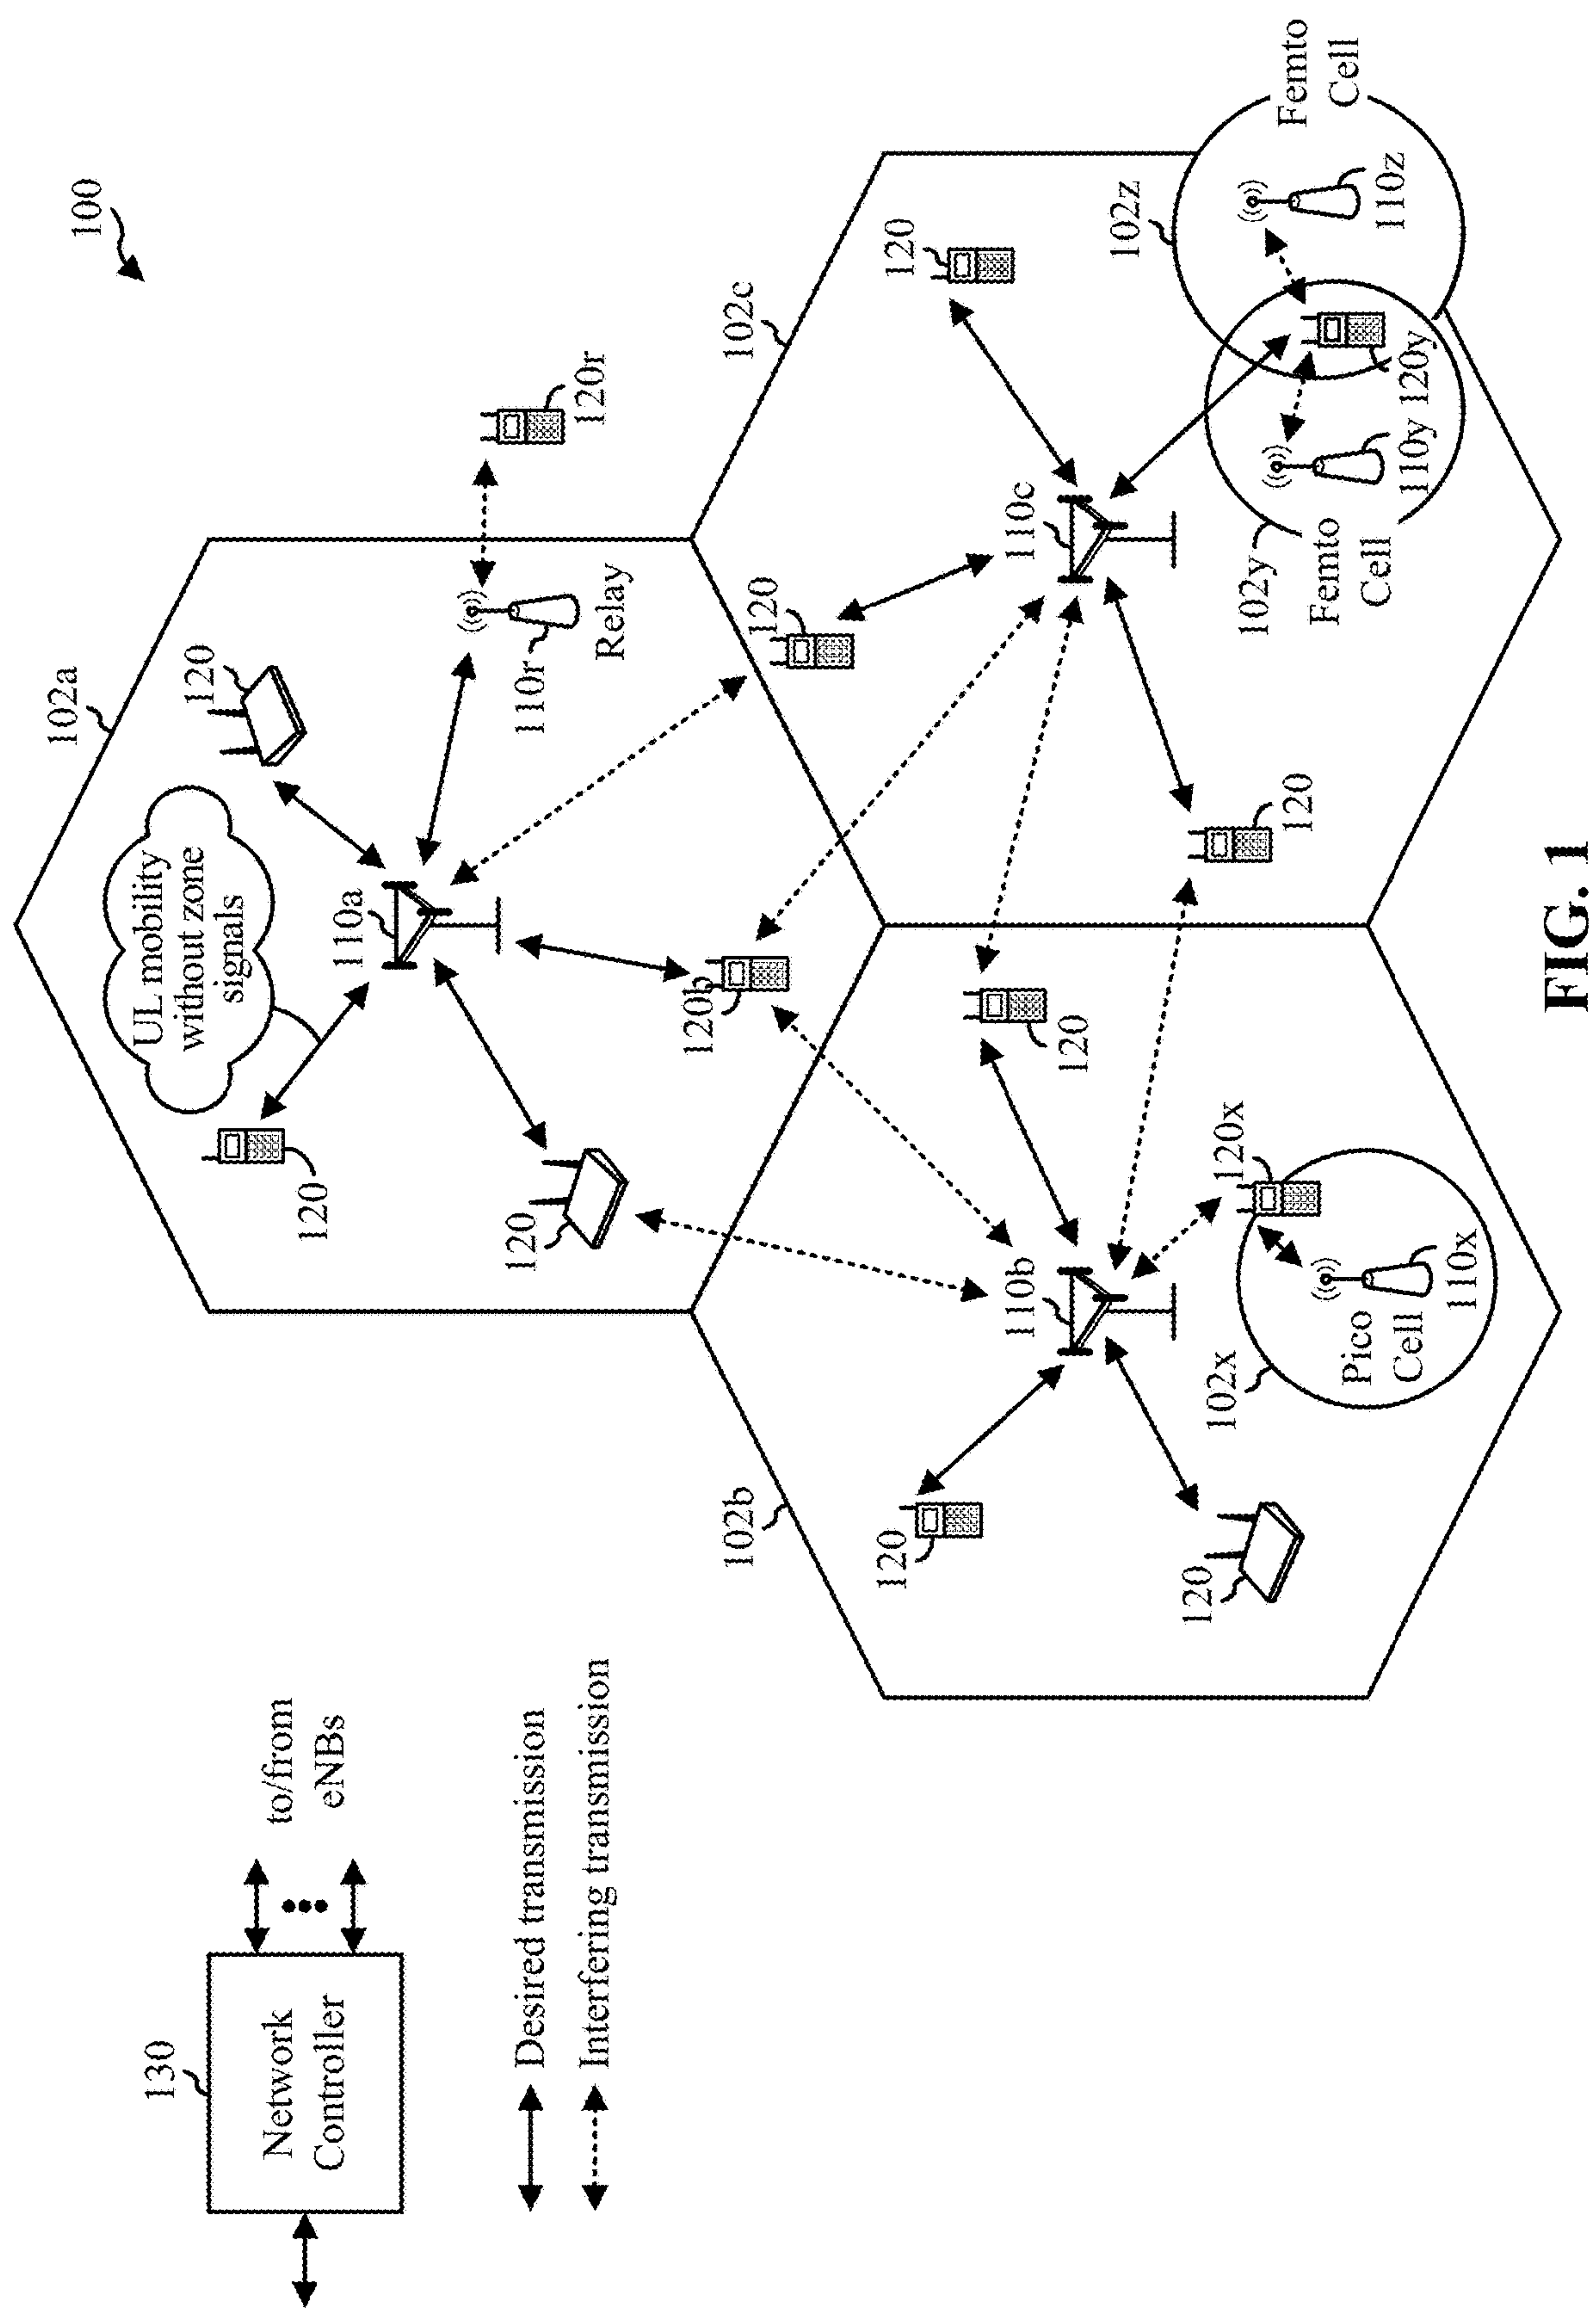 100
130
Network
Controller
to/from
eNBs
Desired transmission
Interfering transmission
102a
UL mobility
without zone
signals
120
120
110a
120
110r
Relay
120r
120b
120
102b
102c
120
120
110b
120
120
120x
102x
Pico
Cell
110x
110c
120
120
102z
Femto
Cell
110z
102y
Femto
Cell
110y
120y
FIG. 1